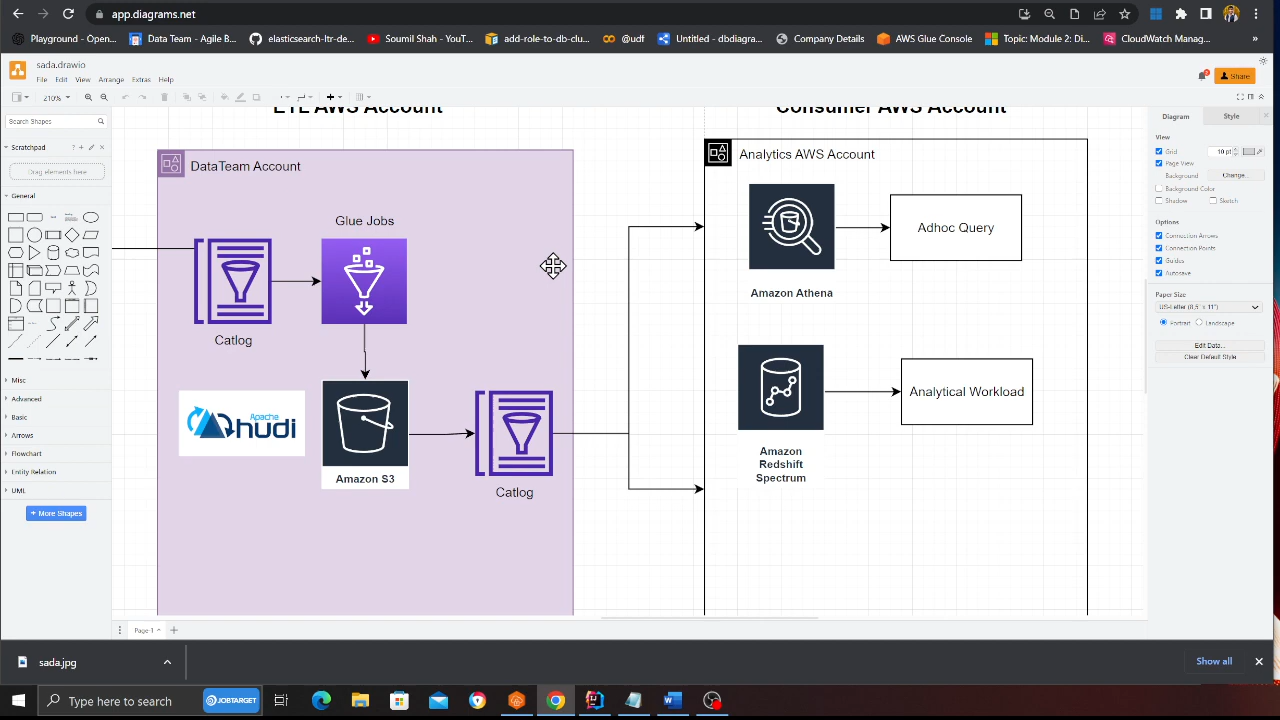 app.diagrams.net
Playground - Open...
Data Team - Agile B...
elasticsearch-ltr-de...
Soumil Shah - YouT...
add-role-to-db-clu...
@udf
Untitled - dbdiagra...
Company Details
AWS Glue Console
Topic: Module 2: Di...
CloudWatch Manag...
»
sada.drawio
File Edit View Arrange Extras Help
Share
210%
Search Shapes
Scratchpad
Drag elements here
General
Misc
Advanced
Basic
Arrows
Flowchart
Entity Relation
UML
+ More Shapes
ETL AWS Account
DataTeam Account
Glue Jobs
Catlog
Apache
hudi
Amazon S3
Catlog
Consumer AWS Account
Analytics AWS Account
Amazon Athena
Adhoc Query
Amazon
Redshift
Spectrum
Analytical Workload
Diagram
Style
View
Grid
10 pt
Page View
Background
Change...
Background Color
Shadow
Sketch
Options
Connection Arrows
Connection Points
Guides
Autosave
Paper Size
US-Letter (8,5" x 11")
Portrait
Landscape
Edit Data...
Clear Default Style
Page-1
sada.jpg
Show all
Type here to search
JOBTARGET